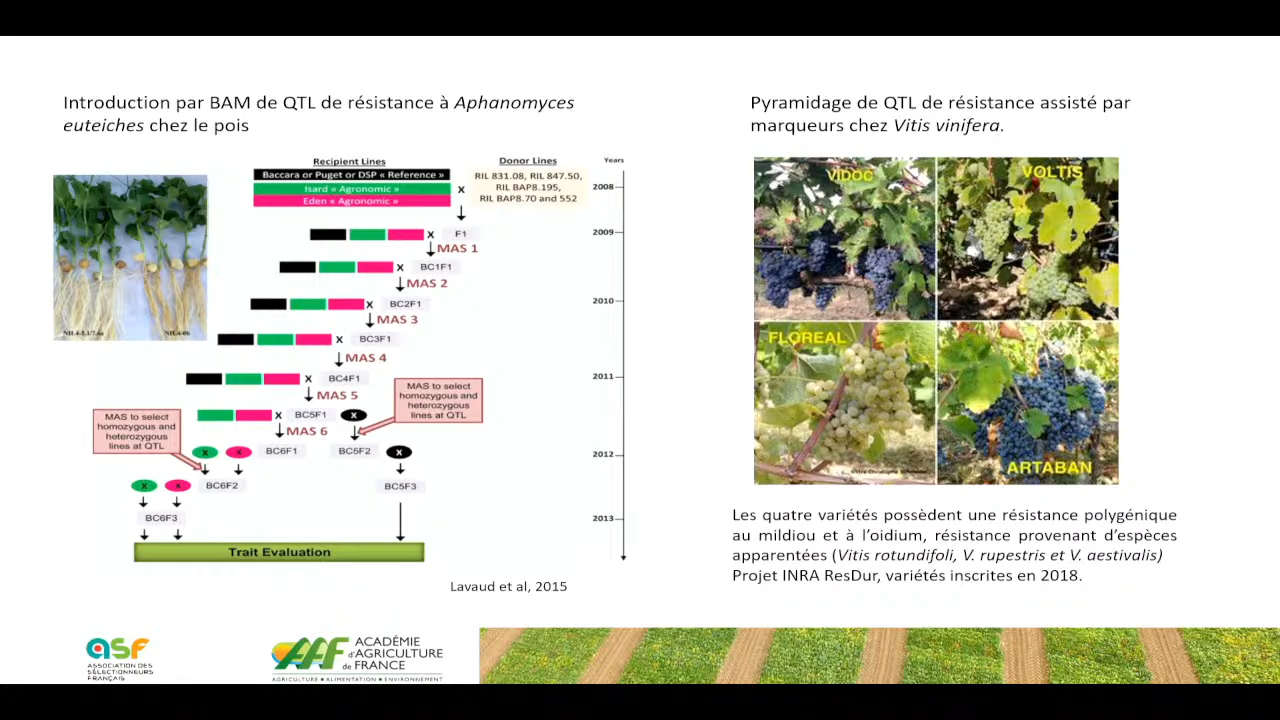 Introduction par BAM de QTL de résistance à Aphanomyces
euteiches chez le pois
Recipient Lines
Donor Lines
Years
Baccara or Puget or DSP « Reference »
Isard « Agronomic »
Eden « Agronomic »
X
RIL 831.08, RIL 847.50,
RIL BAP8.195,
RIL BAP8.70 and 552
2008
X
F1
2009
MAS 1
X
BC1F1
MAS 2
X
BC2F1
2010
MAS 3
X
BC3F1
MAS 4
X
BC4F1
2011
MAS 5
MAS to select
homozygous and
heterozygous
lines at QTL
X
BC5F1
X
MAS 6
MAS to select
homozygous and
heterozygous
lines at QTL
X
X
BC6F1
BC5F2
X
2012
X
X
BC6F2
BC5F3
BC6F3
2013
Trait Evaluation
Lavaud et al, 2015
Pyramidage de QTL de résistance assisté par
marqueurs chez Vitis vinifera.
VIDOC
VOLTIS
FLOREAL
ARTABAN
Les quatre variétés possèdent une résistance polygénique
au mildiou et à l’oidium, résistance provenant d’espèces
apparentées (Vitis rotundifoli, V. rupestris et V. aestivalis)
Projet INRA ResDur, variétés inscrites en 2018.
asf
ASSOCIATION DES
SÉLECTIONNEURS
FRANÇAIS
AAF
ACADÉMIE
d'AGRICULTURE
de FRANCE
AGRICULTURE • ALIMENTATION • ENVIRONNEMENT